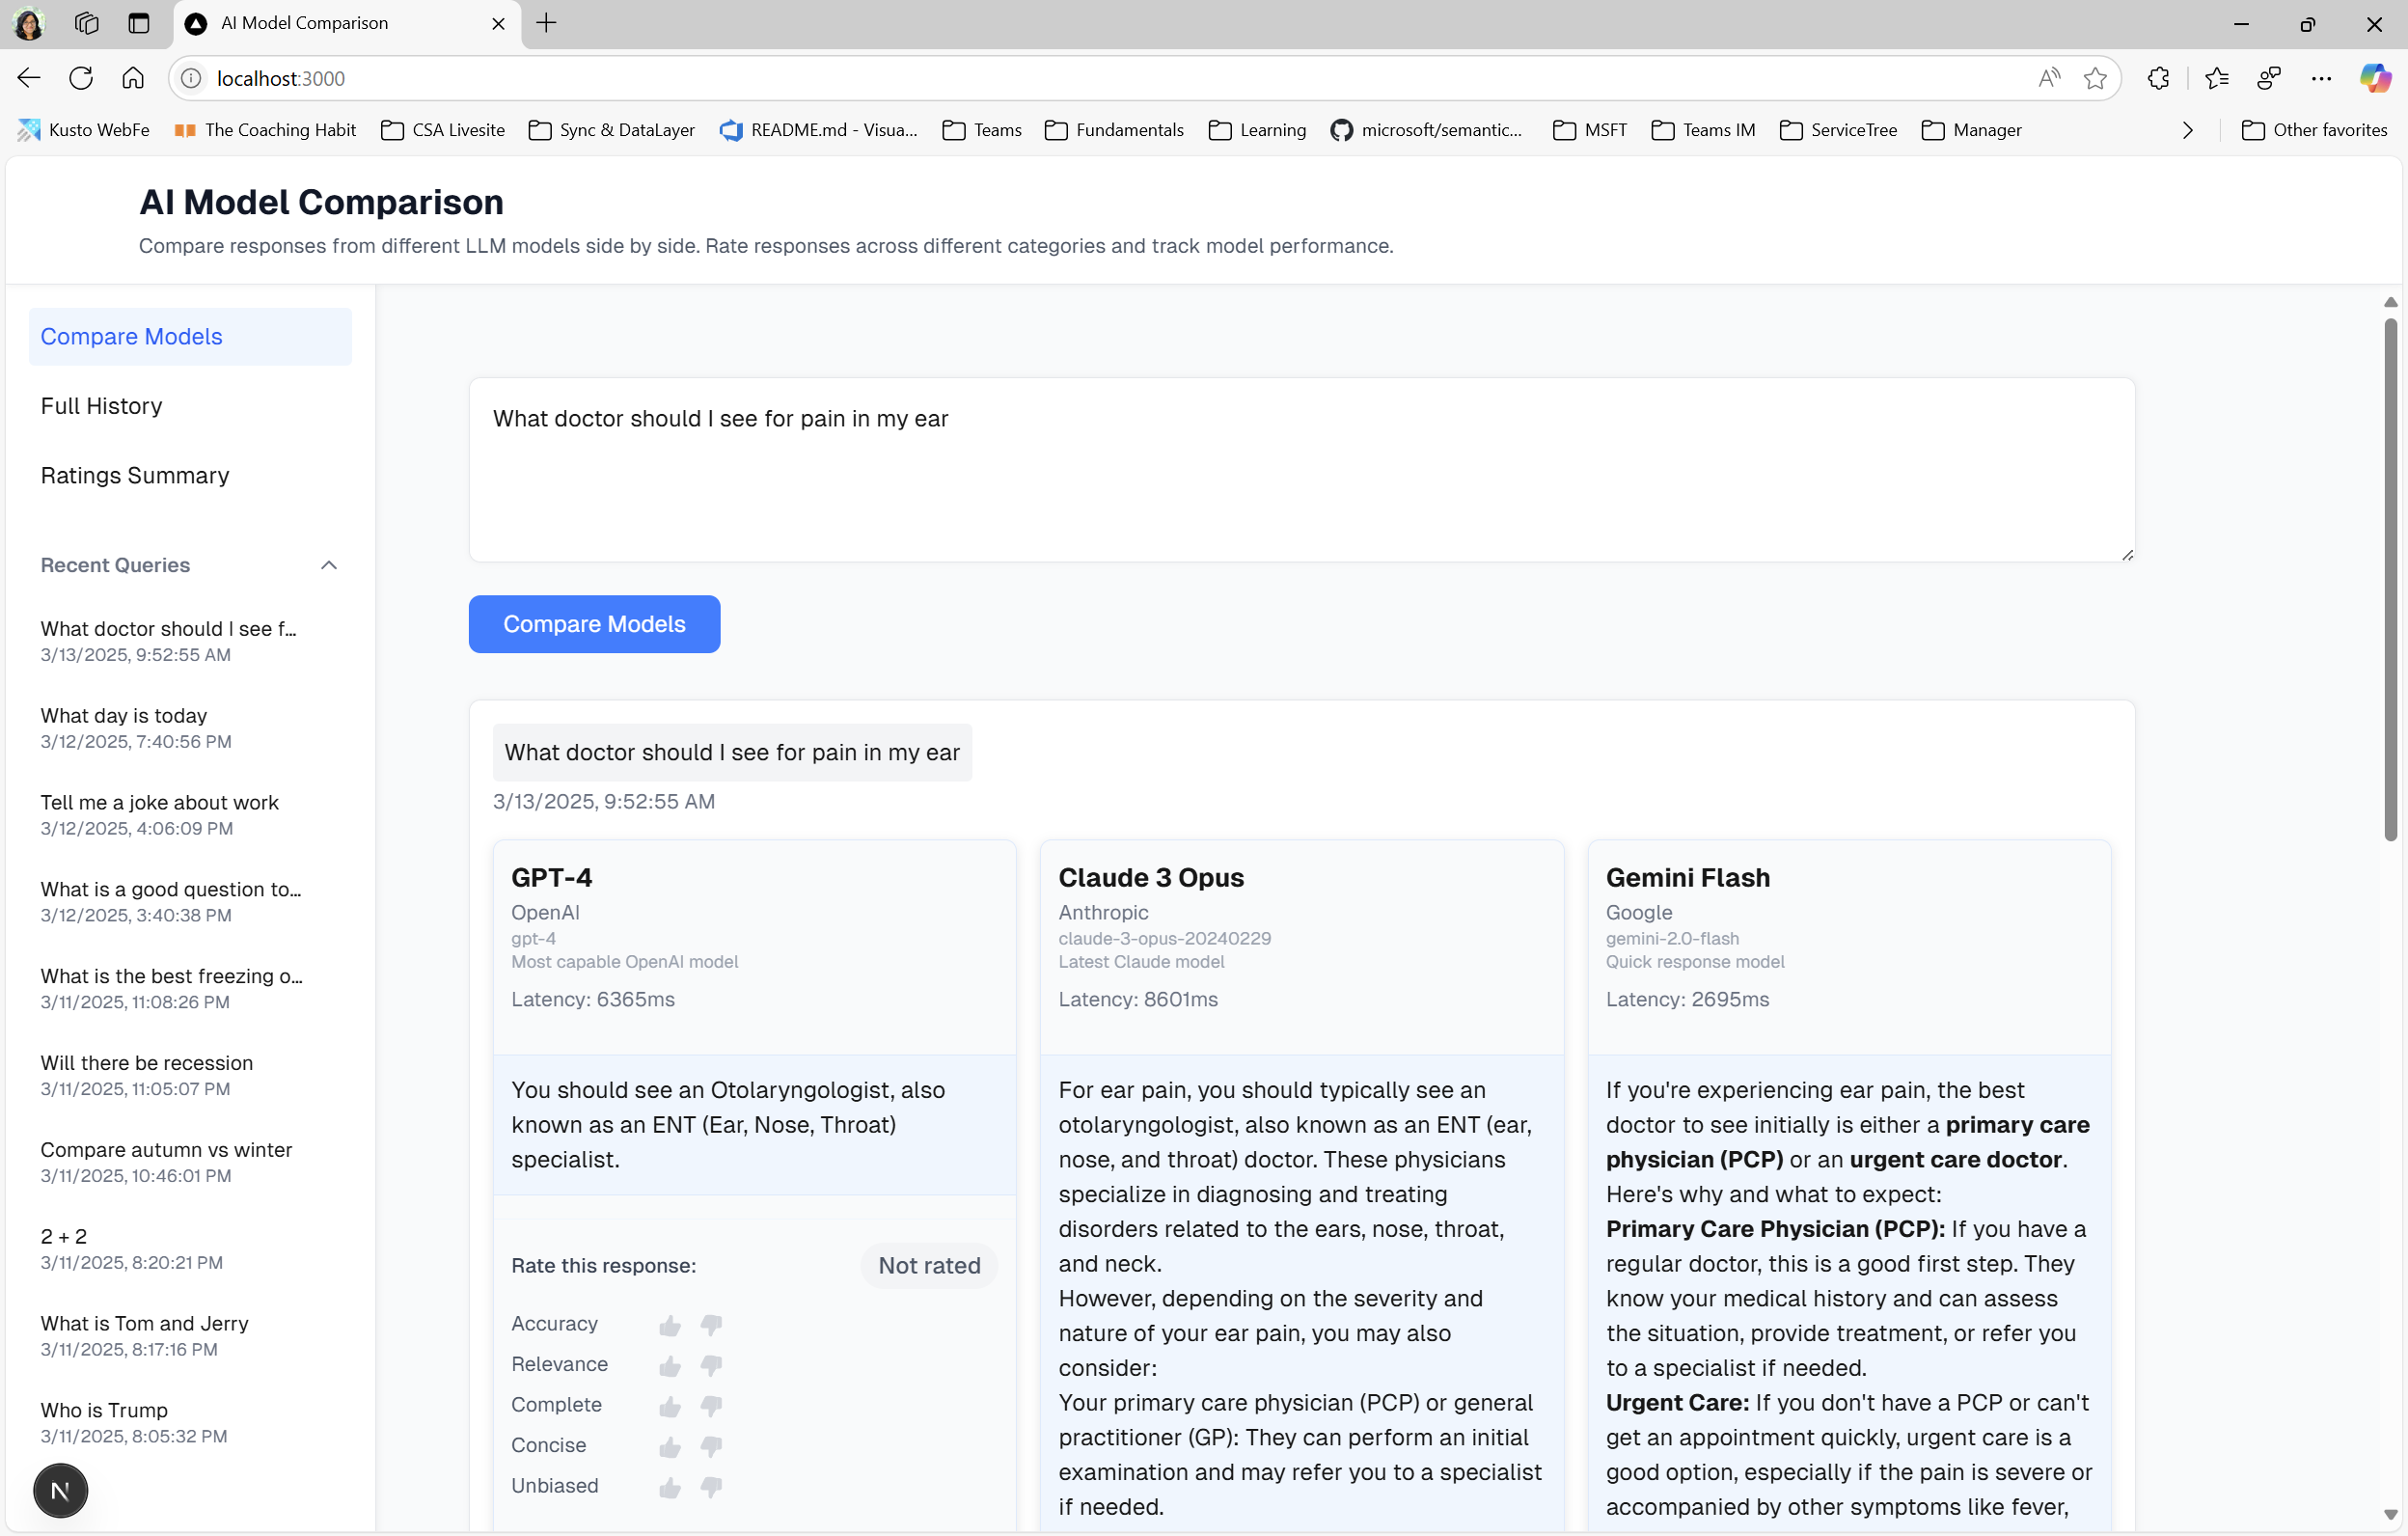 AI Model Comparison
localhost:3000
Kusto WebFe
The Coaching Habit
CSA Livesite
Sync & DataLayer
README.md - Visua...
Teams
Fundamentals
Learning
microsoft/semantic...
MSFT
Teams IM
ServiceTree
Manager
Other favorites
AI Model Comparison
Compare responses from different LLM models side by side. Rate responses across different categories and track model performance.
Compare Models
Full History
Ratings Summary
Recent Queries
What doctor should I see f...
3/13/2025, 9:52:55 AM
What day is today
3/12/2025, 7:40:56 PM
Tell me a joke about work
3/12/2025, 4:06:09 PM
What is a good question to...
3/12/2025, 3:40:38 PM
What is the best freezing o...
3/11/2025, 11:08:26 PM
Will there be recession
3/11/2025, 11:05:07 PM
Compare autumn vs winter
3/11/2025, 10:46:01 PM
2 + 2
3/11/2025, 8:20:21 PM
What is Tom and Jerry
3/11/2025, 8:17:16 PM
Who is Trump
3/11/2025, 8:05:32 PM
N
What doctor should I see for pain in my ear
Compare Models
What doctor should I see for pain in my ear
3/13/2025, 9:52:55 AM
GPT-4
OpenAI
gpt-4
Most capable OpenAI model
Latency: 6365ms
You should see an Otolaryngologist, also
known as an ENT (Ear, Nose, Throat)
specialist.
Rate this response:
Not rated
Accuracy
Relevance
Complete
Concise
Unbiased
Claude 3 Opus
Anthropic
claude-3-opus-20240229
Latest Claude model
Latency: 8601ms
For ear pain, you should typically see an
otolaryngologist, also known as an ENT (ear,
nose, and throat) doctor. These physicians
specialize in diagnosing and treating
disorders related to the ears, nose, throat,
and neck.
However, depending on the severity and
nature of your ear pain, you may also
consider:
Your primary care physician (PCP) or general
practitioner (GP): They can perform an initial
examination and may refer you to a specialist
if needed.
Gemini Flash
Google
gemini-2.0-flash
Quick response model
Latency: 2695ms
If you're experiencing ear pain, the best
doctor to see initially is either a primary care
physician (PCP) or an urgent care doctor.
Here's why and what to expect:
Primary Care Physician (PCP): If you have a
regular doctor, this is a good first step. They
know your medical history and can assess
the situation, provide treatment, or refer you
to a specialist if needed.
Urgent Care: If you don't have a PCP or can't
get an appointment quickly, urgent care is a
good option, especially if the pain is severe or
accompanied by other symptoms like fever,